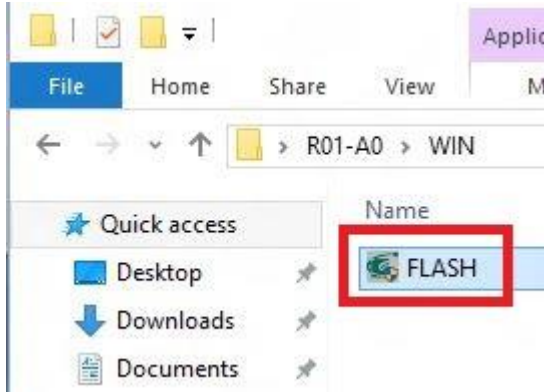 Applic
File Home Share View M
R01-A0 > WIN
Quick access
Name
Desktop
FLASH
Downloads
Documents